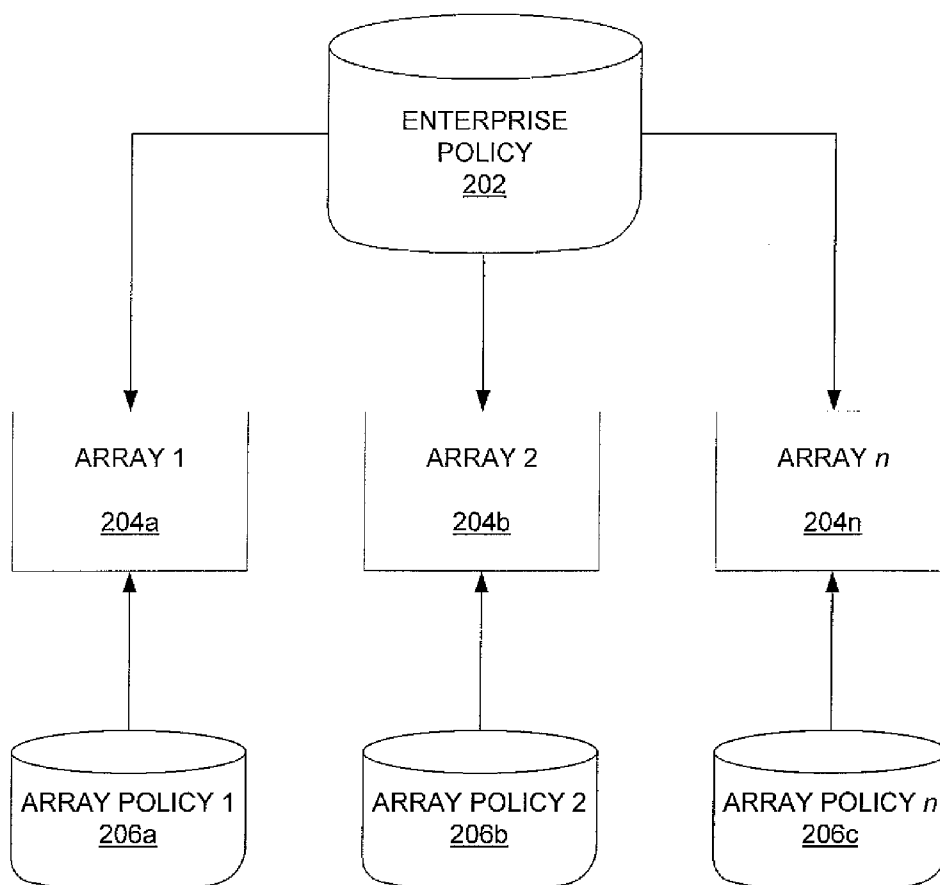 ENTERPRISE
POLICY
202
ARRAY 1
204a
ARRAY 2
204b
ARRAY n
204n
ARRAY POLICY 1
206a
ARRAY POLICY 2
206b
ARRAY POLICY n
206c